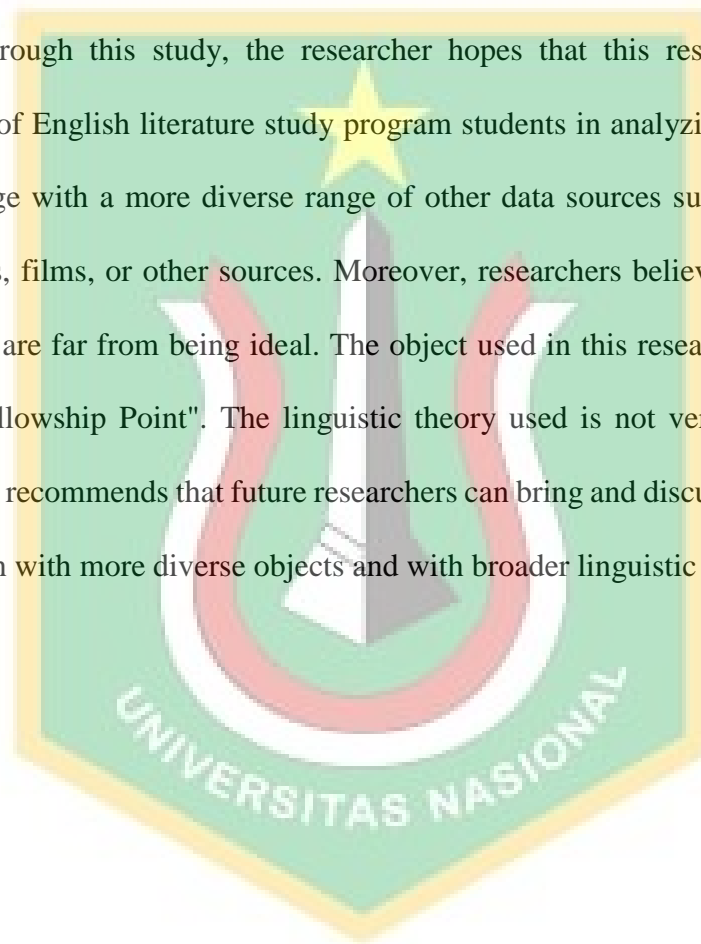 rough this study, the researcher hopes that this res
of English literature study program students in analyzi
ge with a more diverse range of other data sources su
s, films, or other sources. Moreover, researchers believ
are far from being ideal. The object used in this resea
llowship Point". The linguistic theory used is not ver
recommends that future researchers can bring and discu
n with more diverse objects and with broader linguistic
UNIVERSITAS NASIONAL